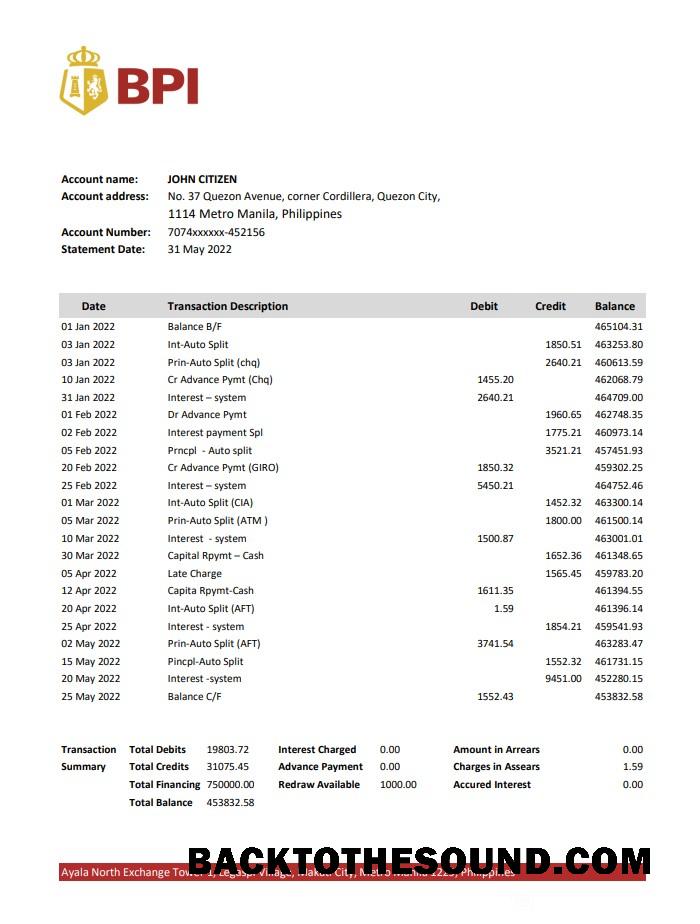 BPI
Account name: JOHN CITIZEN
Account address: No. 37 Quezon Avenue, corner Cordillera, Quezon City,
1114 Metro Manila, Philippines
Account Number: 7074xxxxxx-452156
Statement Date: 31 May 2022
Date Transaction Description Debit Credit Balance
01 Jan 2022 Balance B/F 465104.31
03 Jan 2022 Int-Auto Split 1850.51 463253.80
03 Jan 2022 Prin-Auto Split (chq) 2640.21 460613.59
10 Jan 2022 Cr Advance Pymt (Chq) 1455.20 462068.79
31 Jan 2022 Interest – system 2640.21 464709.00
01 Feb 2022 Dr Advance Pymt 1960.65 462748.35
02 Feb 2022 Interest payment Spl 1775.21 460973.14
05 Feb 2022 Prncpl - Auto split 3521.21 457451.93
20 Feb 2022 Cr Advance Pymt (GIRO) 1850.32 459302.25
25 Feb 2022 Interest – system 5450.21 464752.46
01 Mar 2022 Int-Auto Split (CIA) 1452.32 463300.14
05 Mar 2022 Prin-Auto Split (ATM ) 1800.00 461500.14
10 Mar 2022 Interest - system 1500.87 463001.01
30 Mar 2022 Capital Rpymt – Cash 1652.36 461348.65
05 Apr 2022 Late Charge 1565.45 459783.20
12 Apr 2022 Capita Rpymt-Cash 1611.35 461394.55
20 Apr 2022 Int-Auto Split (AFT) 1.59 461396.14
25 Apr 2022 Interest - system 1854.21 459541.93
02 May 2022 Prin-Auto Split (AFT) 3741.54 463283.47
15 May 2022 Pincpl-Auto Split 1552.32 461731.15
20 May 2022 Interest -system 9451.00 452280.15
25 May 2022 Balance C/F 1552.43 453832.58
Transaction Total Debits 19803.72 Interest Charged 0.00 Amount in Arrears 0.00
Summary Total Credits 31075.45 Advance Payment 0.00 Charges in Assears 1.59
Total Financing 750000.00 Redraw Available 1000.00 Accured Interest 0.00
Total Balance 453832.58
BACKTOTHESOUND.COM
Ayala North Exchange Tower 1, Legaspi Village, Makati City, Metro Manila 1229, Philippines